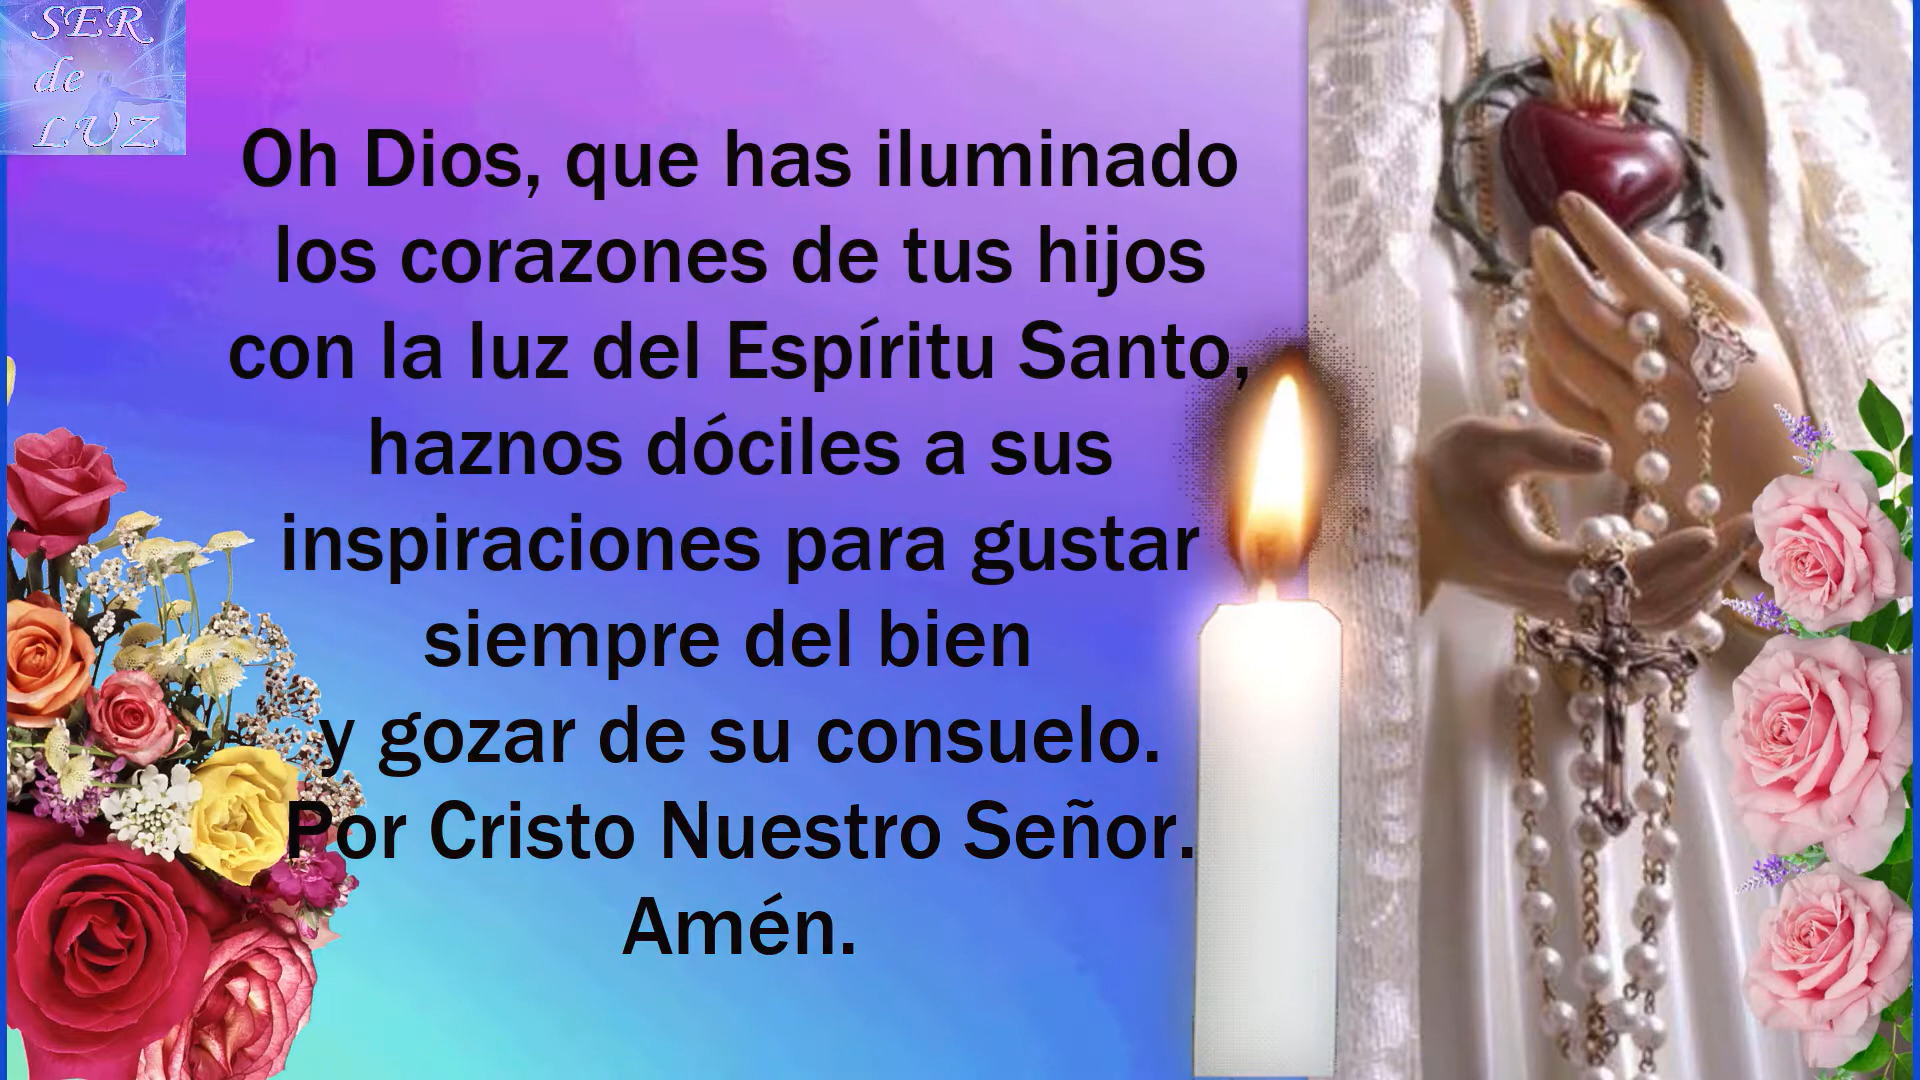 SER
de
LUZ
Oh Dios, que has iluminado
los corazones de tus hijos
con la luz del Espíritu Santo,
haznos dóciles a sus
inspiraciones para gustar
siempre del bien
y gozar de su consuelo.
Por Cristo Nuestro Señor.
Amén.